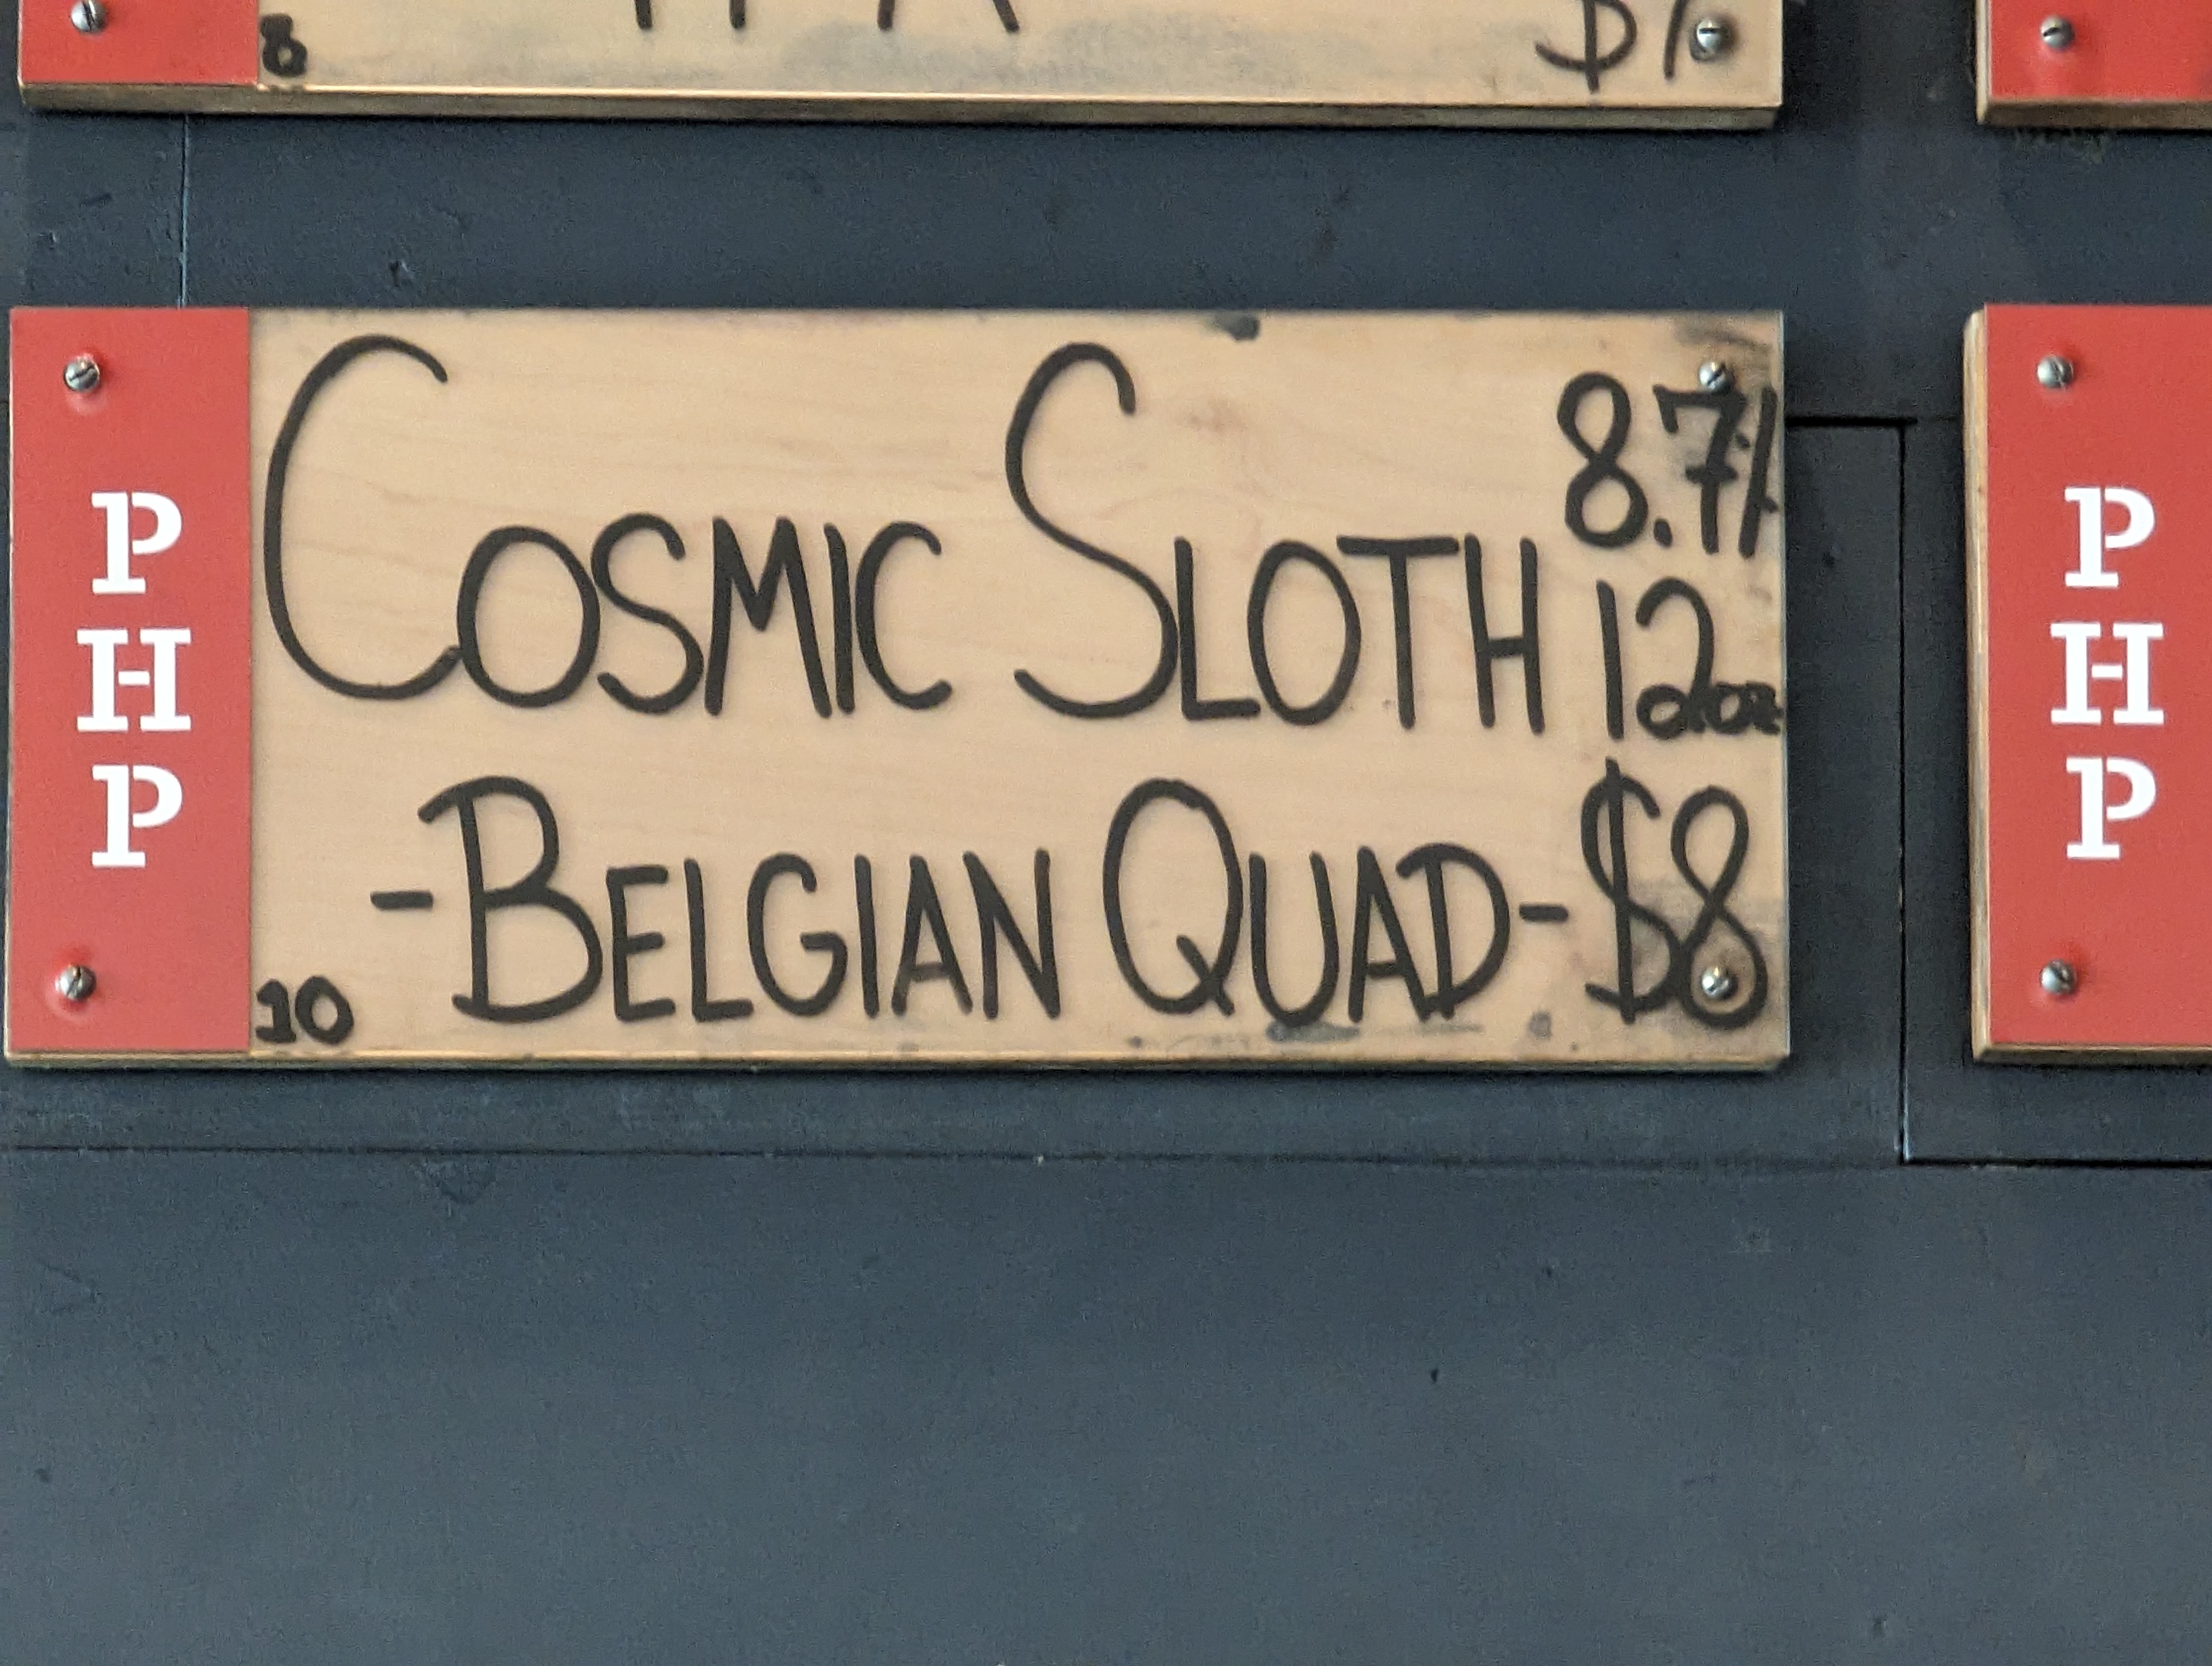 8
P
H
P
COSMIC SLOTH
8.7%
12oz
-BELGIAN QUAD-
$8
10
P
H
P